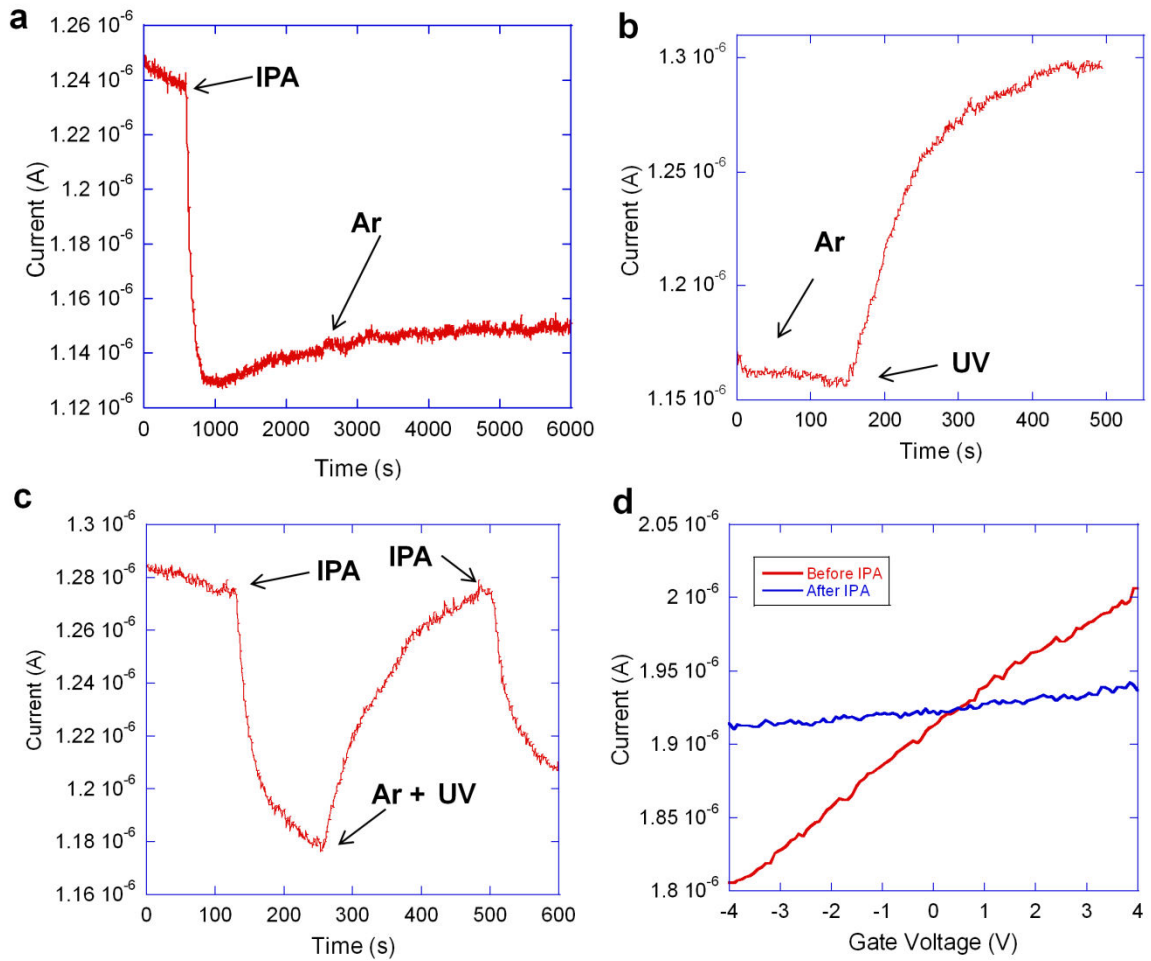 a
1.26 10⁻⁶
1.24 10⁻⁶
1.22 10⁻⁶
1.2 10⁻⁶
1.18 10⁻⁶
1.16 10⁻⁶
1.14 10⁻⁶
1.12 10⁻⁶
Current (A)
IPA
Ar
0 1000 2000 3000 4000 5000 6000
Time (s)
b
1.3 10⁻⁶
1.25 10⁻⁶
1.2 10⁻⁶
1.15 10⁻⁶
Current (A)
Ar
UV
0 100 200 300 400 500
Time (s)
c
1.3 10⁻⁶
1.28 10⁻⁶
1.26 10⁻⁶
1.24 10⁻⁶
1.22 10⁻⁶
1.2 10⁻⁶
1.18 10⁻⁶
1.16 10⁻⁶
Current (A)
IPA IPA
Ar + UV
0 100 200 300 400 500 600
Time (s)
d
2.05 10⁻⁶
2 10⁻⁶
1.95 10⁻⁶
1.9 10⁻⁶
1.85 10⁻⁶
1.8 10⁻⁶
Current (A)
Before IPA
After IPA
-4 -3 -2 -1 0 1 2 3 4
Gate Voltage (V)